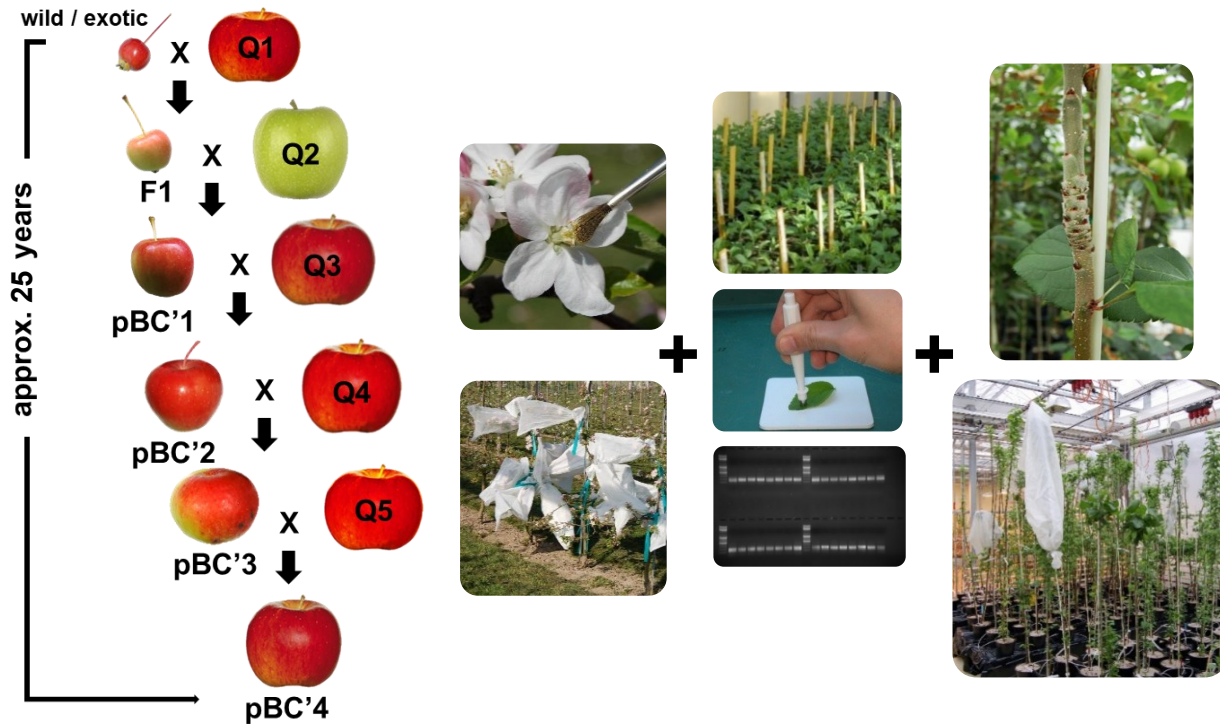 wild / exotic
X
Q1
X
Q2
F1
X
Q3
pBC'1
X
Q4
pBC'2
X
Q5
pBC'3
pBC'4
approx. 25 years
+
+